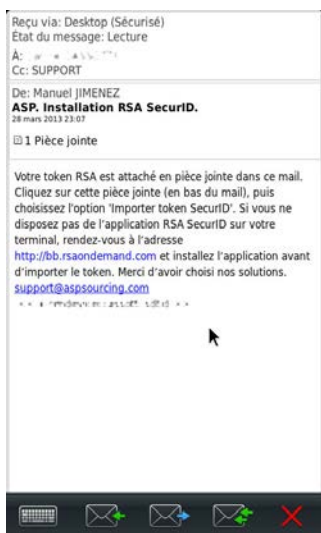 Reçu via: Desktop (Sécurisé)
État du message: Lecture
À:
Cc: SUPPORT
De: Manuel JIMENEZ
ASP. Installation RSA SecurID.
28 mars 2013 23:07
1 Pièce jointe
Votre token RSA est attaché en pièce jointe dans ce mail.
Cliquez sur cette pièce jointe (en bas du mail), puis
choisissez l'option 'Importer token SecurID'. Si vous ne
disposez pas de l'application RSA SecurID sur votre
terminal, rendez-vous à l'adresse
http://bb.rsaondemand.com et installez l'application avant
d'importer le token. Merci d'avoir choisi nos solutions.
support@aspsourcing.com